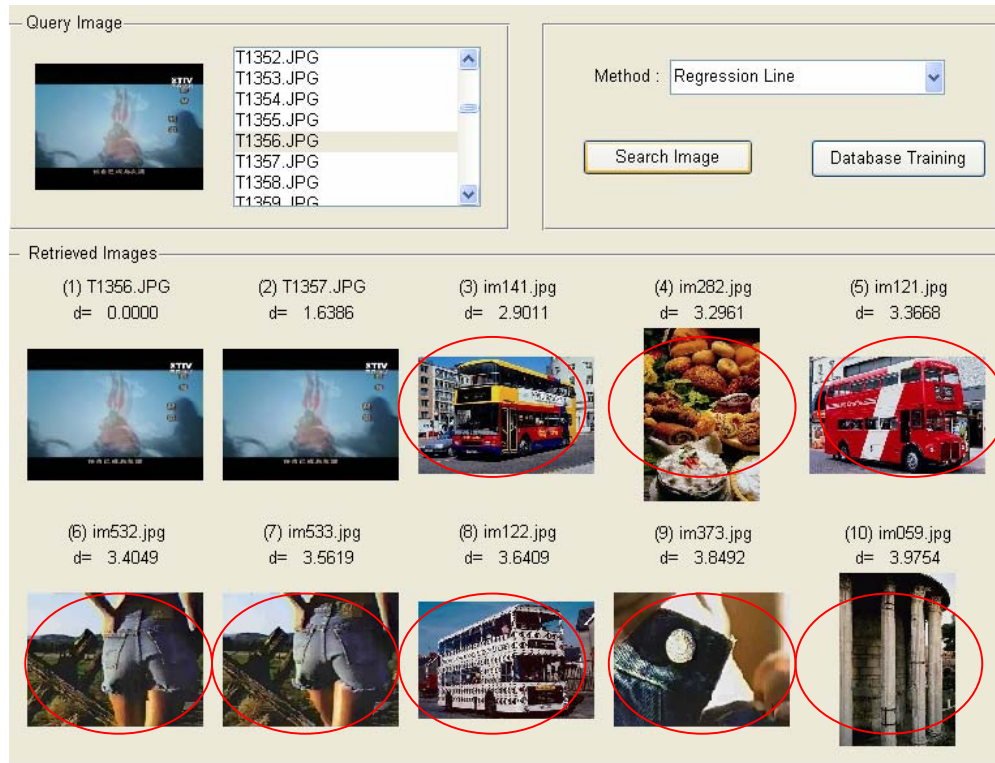 Query Image
T1352.JPG
T1353.JPG
T1354.JPG
T1355.JPG
T1356.JPG
T1357.JPG
T1358.JPG
T1359.JPG
Method : Regression Line
Search Image
Database Training
Retrieved Images
(1) T1356.JPG (2) T1357.JPG (3) im141.jpg (4) im282.jpg (5) im121.jpg
d= 0.0000 d= 1.6386 d= 2.9011 d= 3.2961 d= 3.3668
(6) im532.jpg (7) im533.jpg (8) im122.jpg (9) im373.jpg (10) im059.jpg
d= 3.4049 d= 3.5619 d= 3.6409 d= 3.8492 d= 3.9754